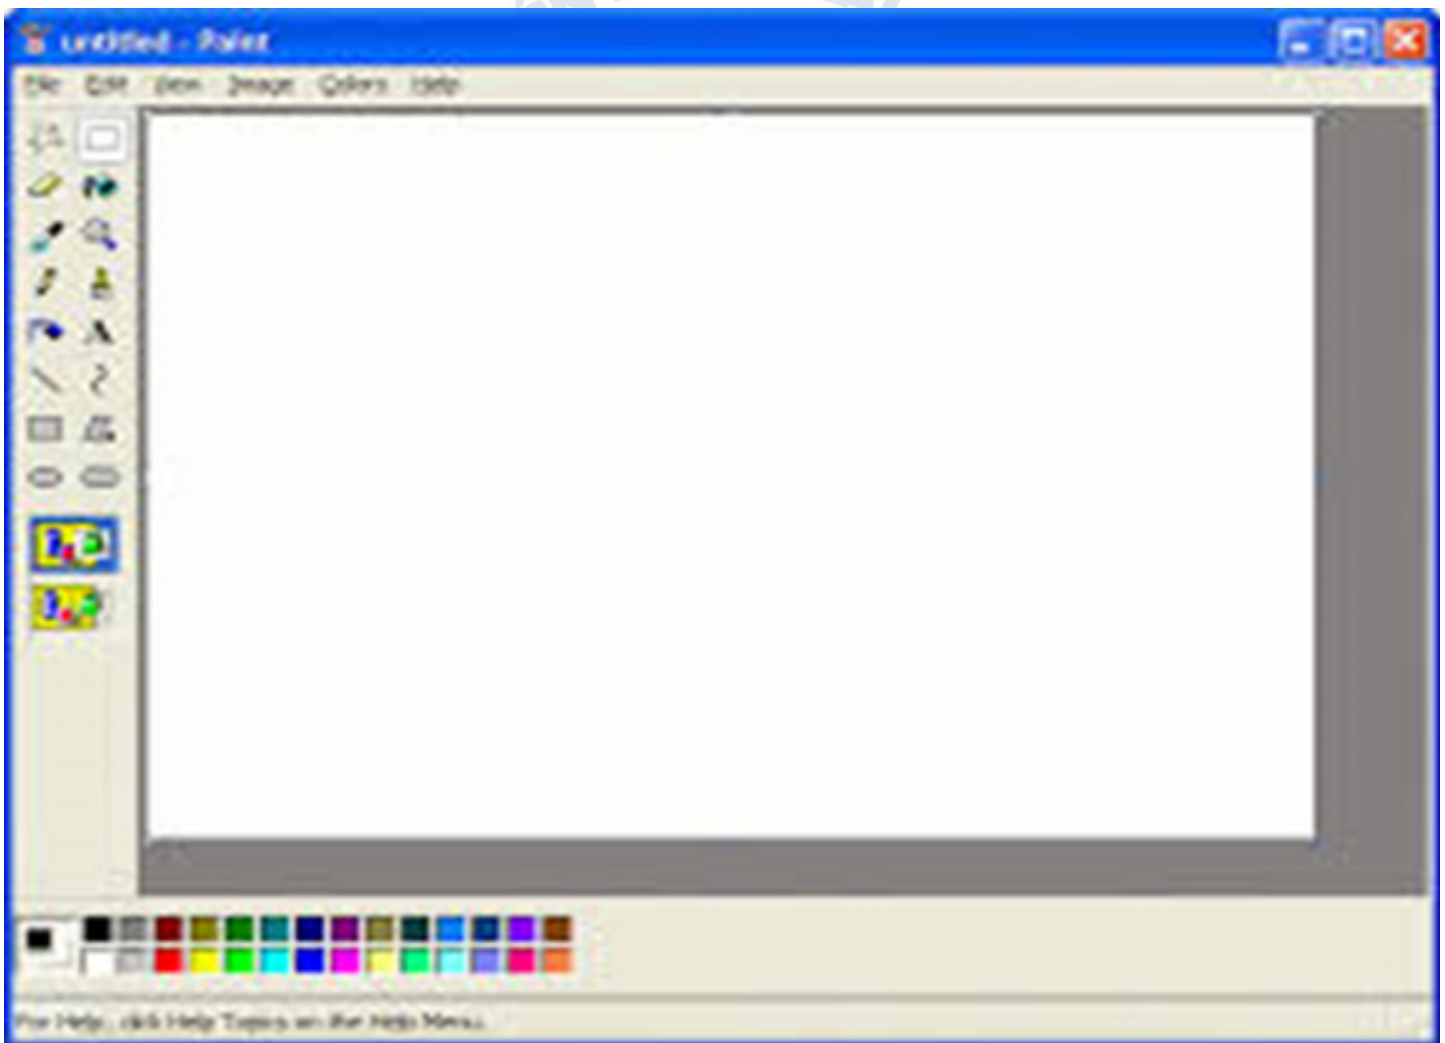 untitled - Paint
File Edit View Image Colors Help
For Help, click Help Topics on the Help Menu.